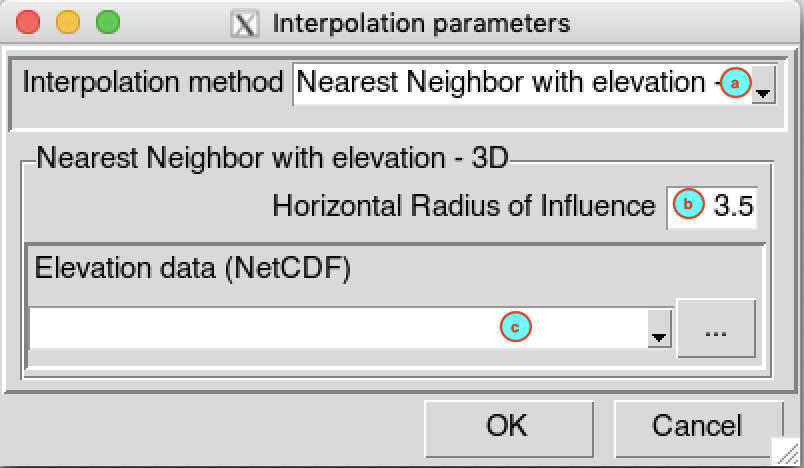 Interpolation parameters
Interpolation method Nearest Neighbor with elevation - a
Nearest Neighbor with elevation - 3D
Horizontal Radius of Influence b 3.5
Elevation data (NetCDF)
c ...
OK Cancel